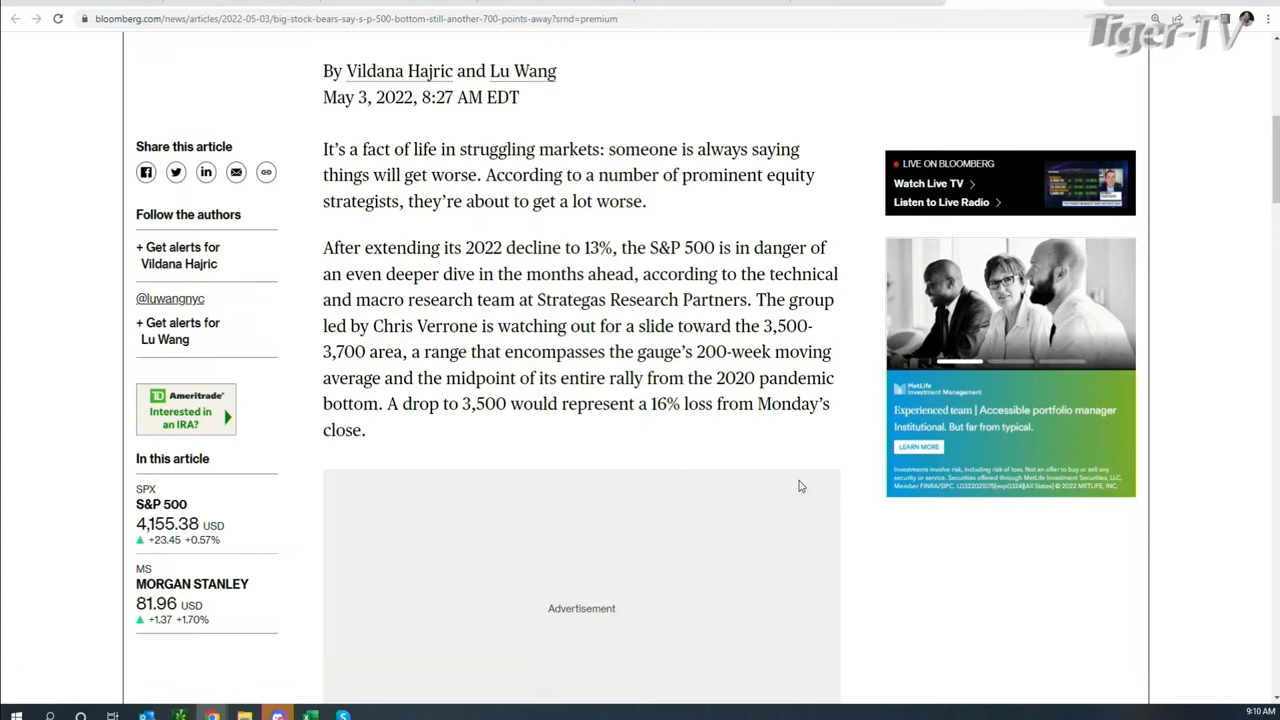 bloomberg.com/news/articles/2022-05-03/big-stock-bears-say-s-p-500-bottom-still-another-700-points-away?srnd=premium
Tiger-TV
By Vildana Hajric and Lu Wang
May 3, 2022, 8:27 AM EDT
Share this article
Follow the authors
+ Get alerts for
Vildana Hajric
@luwangnyc
+ Get alerts for
Lu Wang
TD Ameritrade
Interested in
an IRA?
In this article
SPX
S&P 500
4,155.38 USD
+23.45 +0.57%
MS
MORGAN STANLEY
81.96 USD
+1.37 +1.70%
It's a fact of life in struggling markets: someone is always saying
things will get worse. According to a number of prominent equity
strategists, they're about to get a lot worse.
After extending its 2022 decline to 13%, the S&P 500 is in danger of
an even deeper dive in the months ahead, according to the technical
and macro research team at Strategas Research Partners. The group
led by Chris Verrone is watching out for a slide toward the 3,500-
3,700 area, a range that encompasses the gauge's 200-week moving
average and the midpoint of its entire rally from the 2020 pandemic
bottom. A drop to 3,500 would represent a 16% loss from Monday's
close.
Advertisement
LIVE ON BLOOMBERG
Watch Live TV
Listen to Live Radio
MetLife
Investment Management
Experienced team | Accessible portfolio manager
Institutional. But far from typical.
LEARN MORE
Investments involve risk, including risk of loss. Not an offer to buy or sell any
security or service. Securities offered through MetLife Investment Securities, LLC,
Member FINRA/SIPC. L0322021075[exp0324][All States] © 2022 METLIFE, INC.
9:10 AM